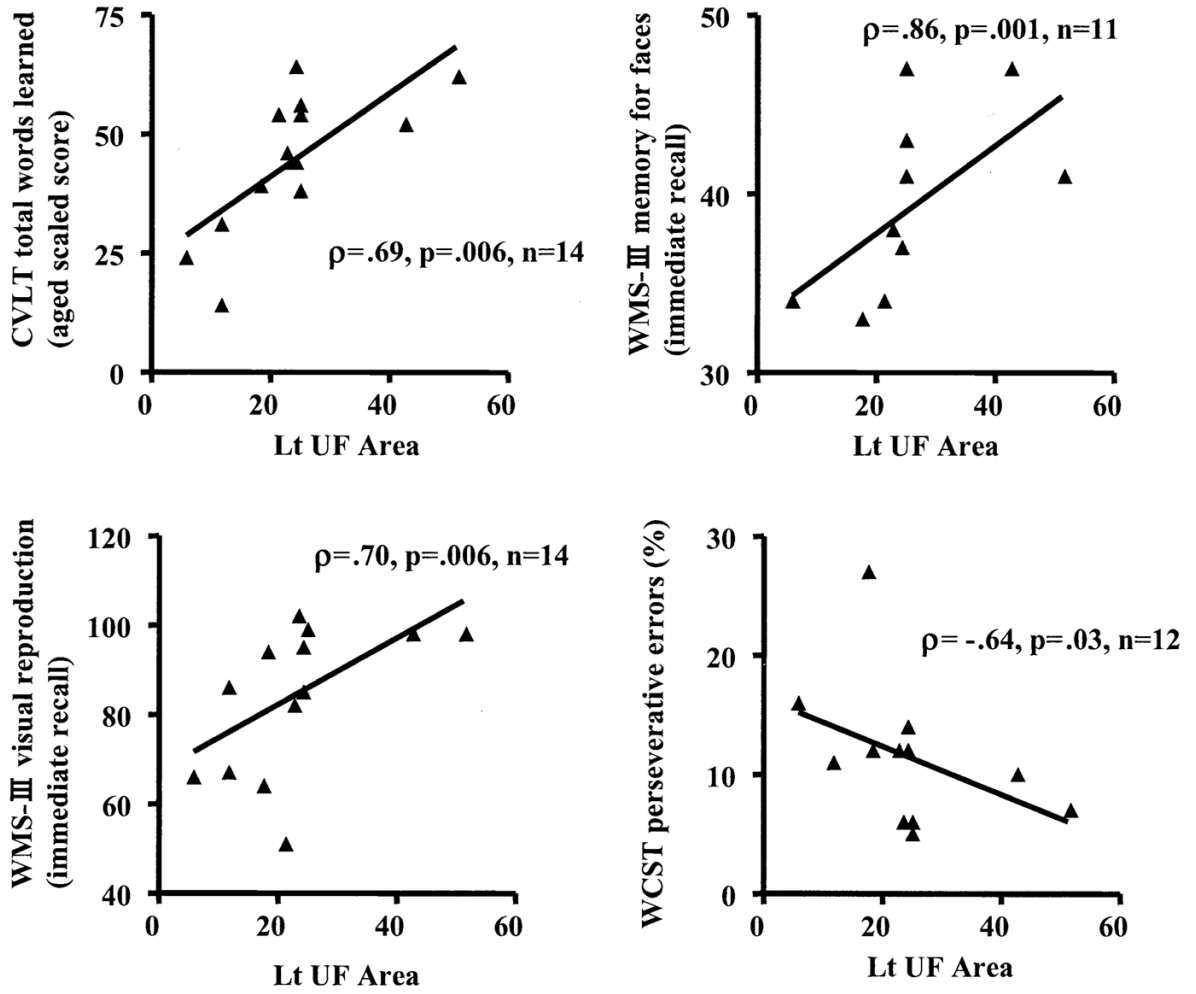 CVLT total words learned
(aged scaled score)
75
50
25
0
ρ=.69, p=.006, n=14
0 20 40 60
Lt UF Area
WMS-Ⅲ memory for faces
(immediate recall)
50
40
30
ρ=.86, p=.001, n=11
0 20 40 60
Lt UF Area
WMS-Ⅲ visual reproduction
(immediate recall)
120
100
80
60
40
ρ=.70, p=.006, n=14
0 20 40 60
Lt UF Area
WCST perseverative errors (%)
30
20
10
0
ρ= -.64, p=.03, n=12
0 20 40 60
Lt UF Area